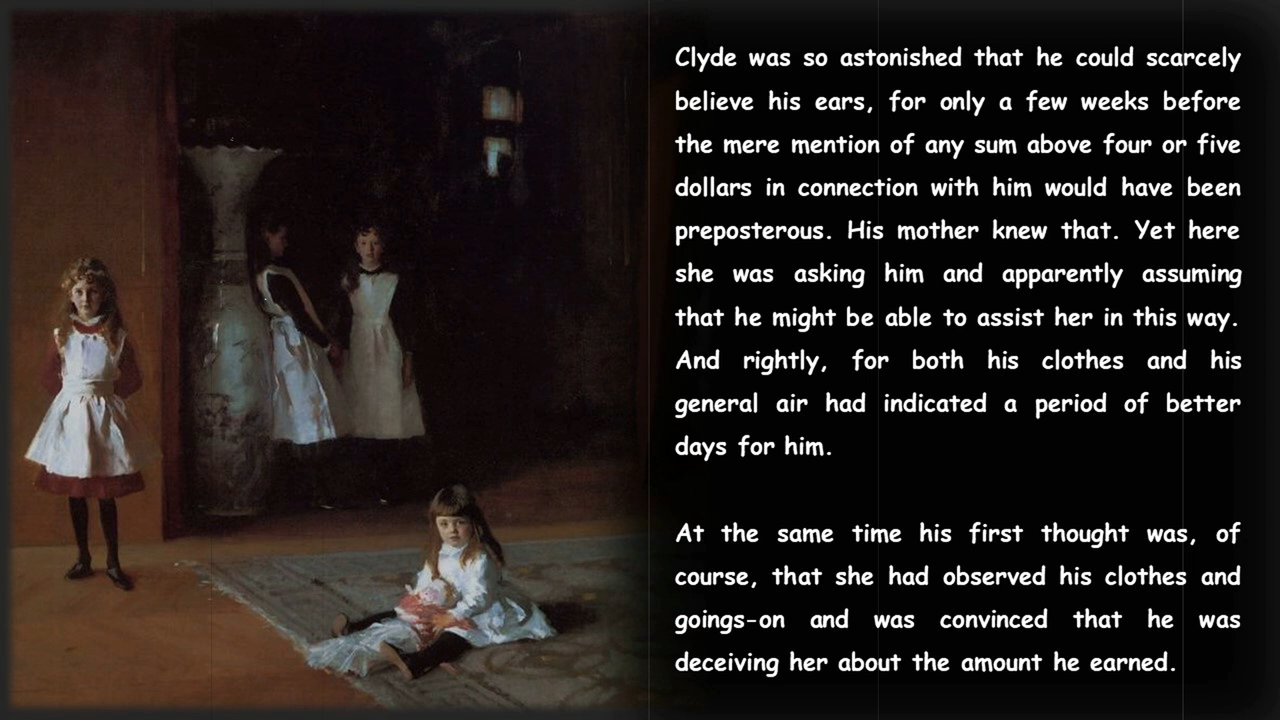 Clyde was so astonished that he could scarcely
believe his ears, for only a few weeks before
the mere mention of any sum above four or five
dollars in connection with him would have been
preposterous. His mother knew that. Yet here
she was asking him and apparently assuming
that he might be able to assist her in this way.
And rightly, for both his clothes and his
general air had indicated a period of better
days for him.
At the same time his first thought was, of
course, that she had observed his clothes and
goings-on and was convinced that he was
deceiving her about the amount he earned.